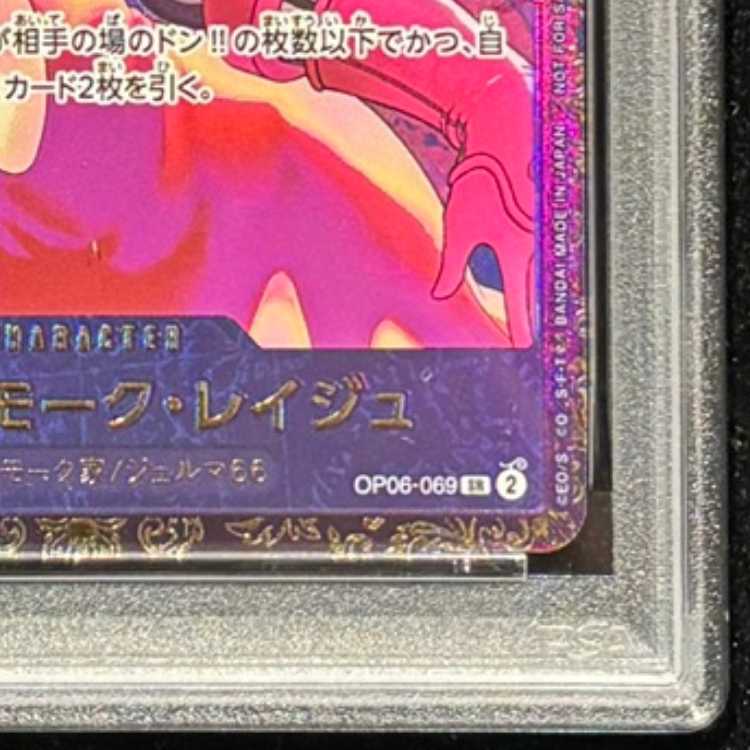 が相手の場のドン!!の枚数以下でかつ、自
カード2枚を引く。
CHARACTER
モーク・レイジュ
モーク家/ジェルマ66
OP06-069 SR 2
©EO/S ©O., S・F・T BANDAI MADE IN JAPAN / NOT FOR S
PSA